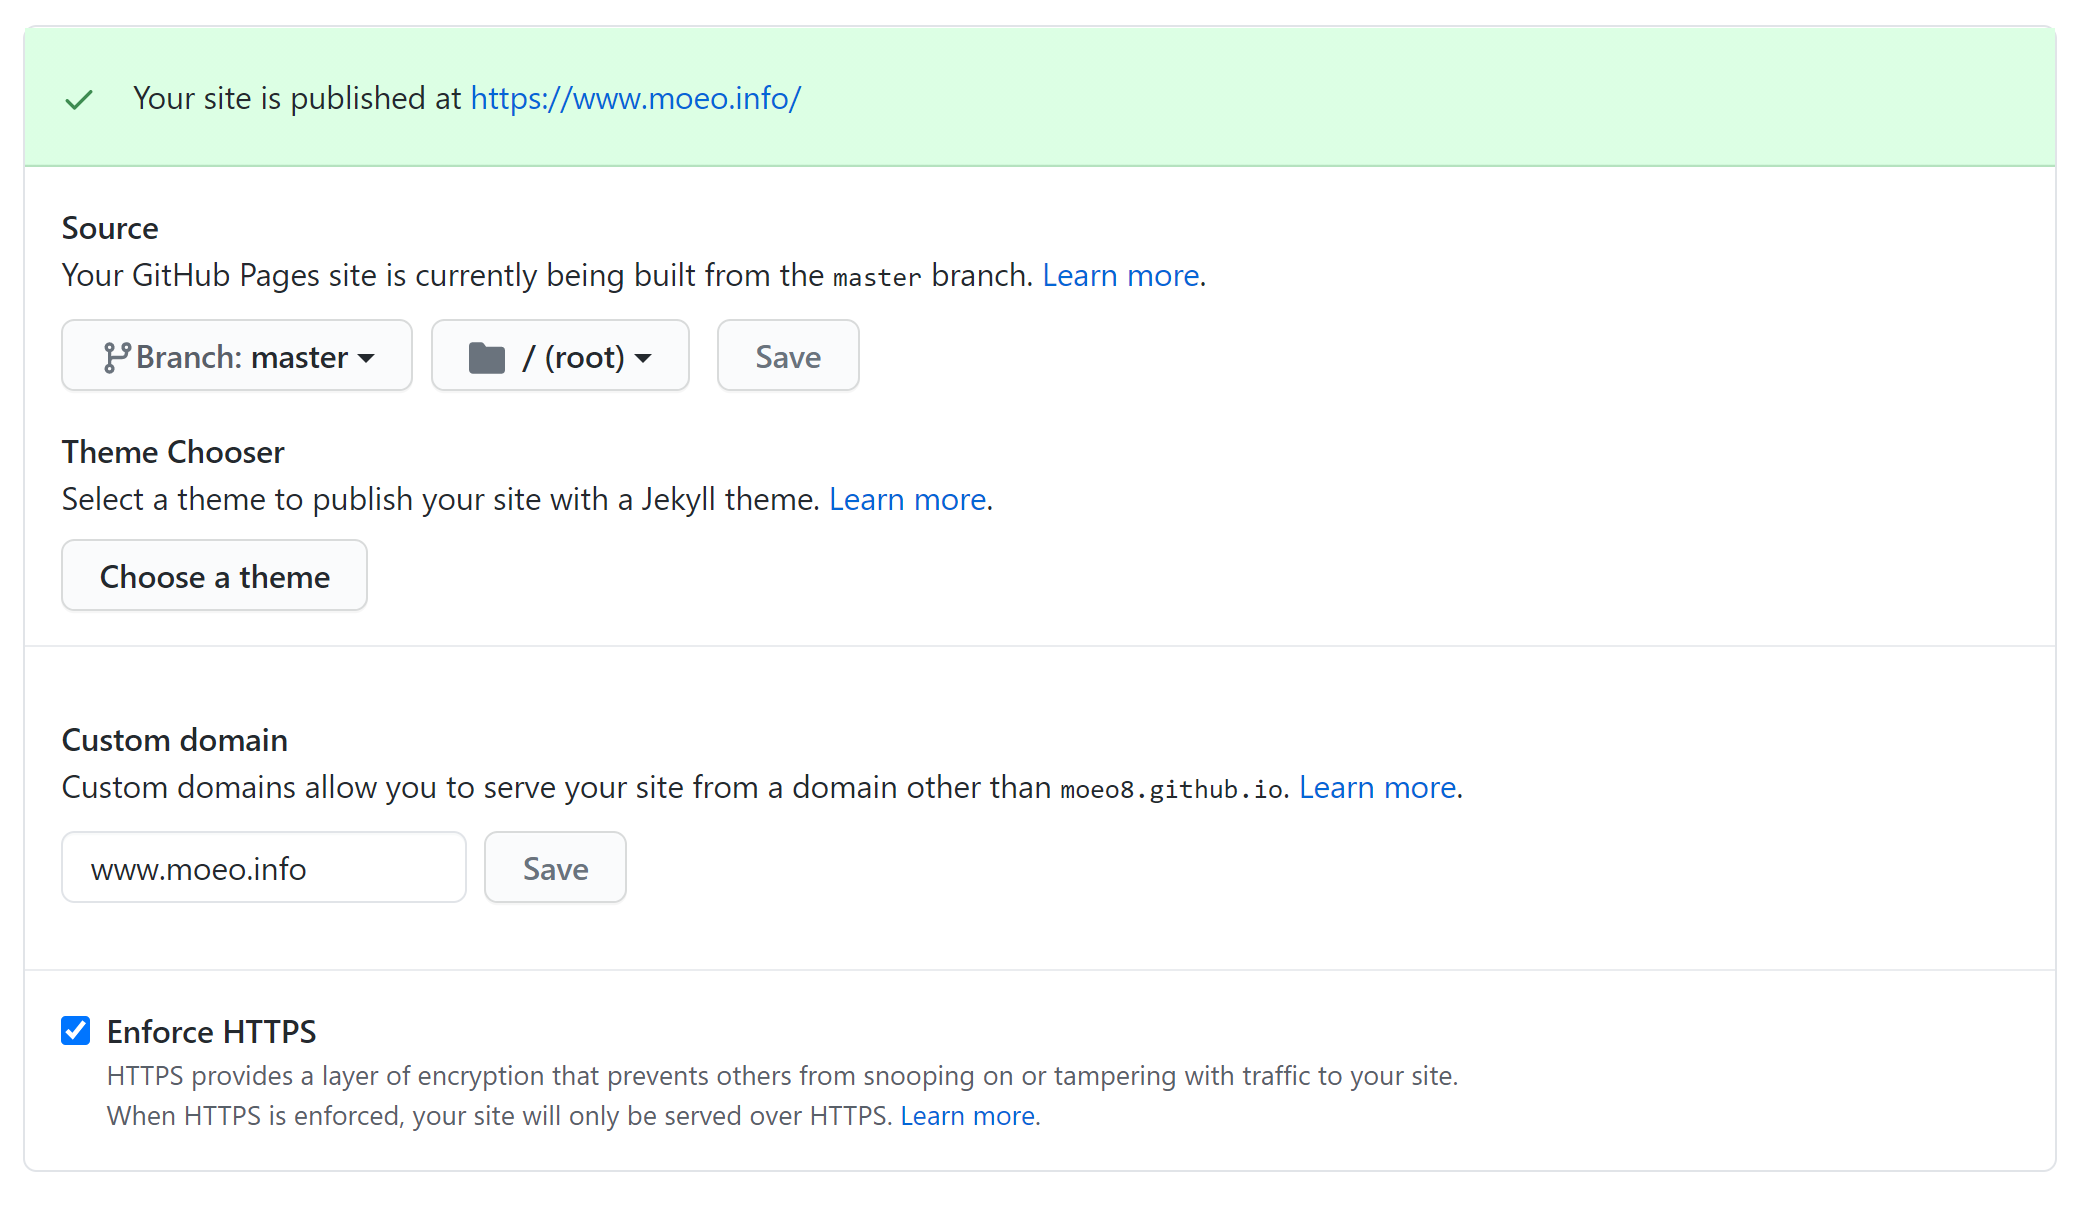 Your site is published at https://www.moeo.info/
Source
Your GitHub Pages site is currently being built from the master branch. Learn more.
Branch: master
/ (root)
Save
Theme Chooser
Select a theme to publish your site with a Jekyll theme. Learn more.
Choose a theme
Custom domain
Custom domains allow you to serve your site from a domain other than moeo8.github.io. Learn more.
www.moeo.info
Save
Enforce HTTPS
HTTPS provides a layer of encryption that prevents others from snooping on or tampering with traffic to your site.
When HTTPS is enforced, your site will only be served over HTTPS. Learn more.